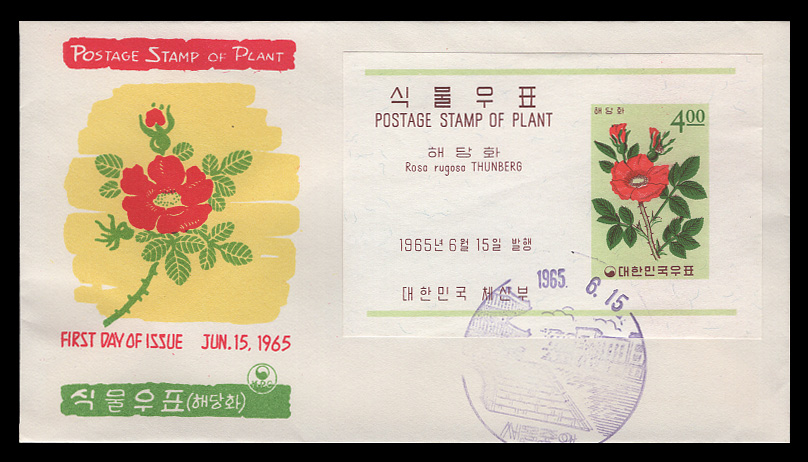 POSTAGE STAMP OF PLANT
FIRST DAY OF ISSUE JUN. 15, 1965
식물우표(해당화)
식물우표
POSTAGE STAMP OF PLANT
해당화
Rosa rugosa THUNBERG
1965년 6월 15일 발행
대한민국 체신부
해당화
4.00
대한민국우표
1965. 6. 15